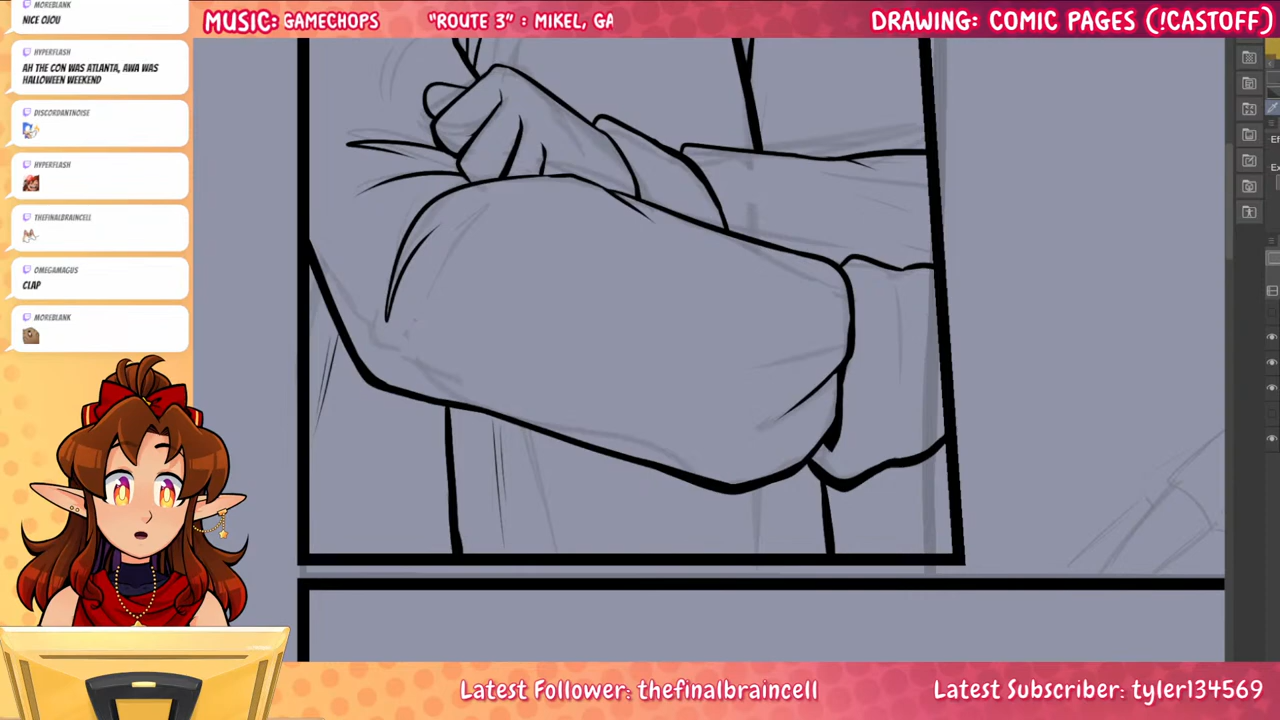 MOREBLANK
NICE OJOU
HYPERFLASH
AH THE CON WAS ATLANTA, AWA WAS
HALLOWEEN WEEKEND
DISCORDANTNOISE
HYPERFLASH
THEFINALBRAINCELL
OMEGAMAGUS
CLAP
MOREBLANK
MUSIC: GAMECHOPS "ROUTE 3" : MIKEL, GA
DRAWING: COMIC PAGES (!CASTOFF)
Latest Follower: thefinalbraincell
Latest Subscriber: tyler134569